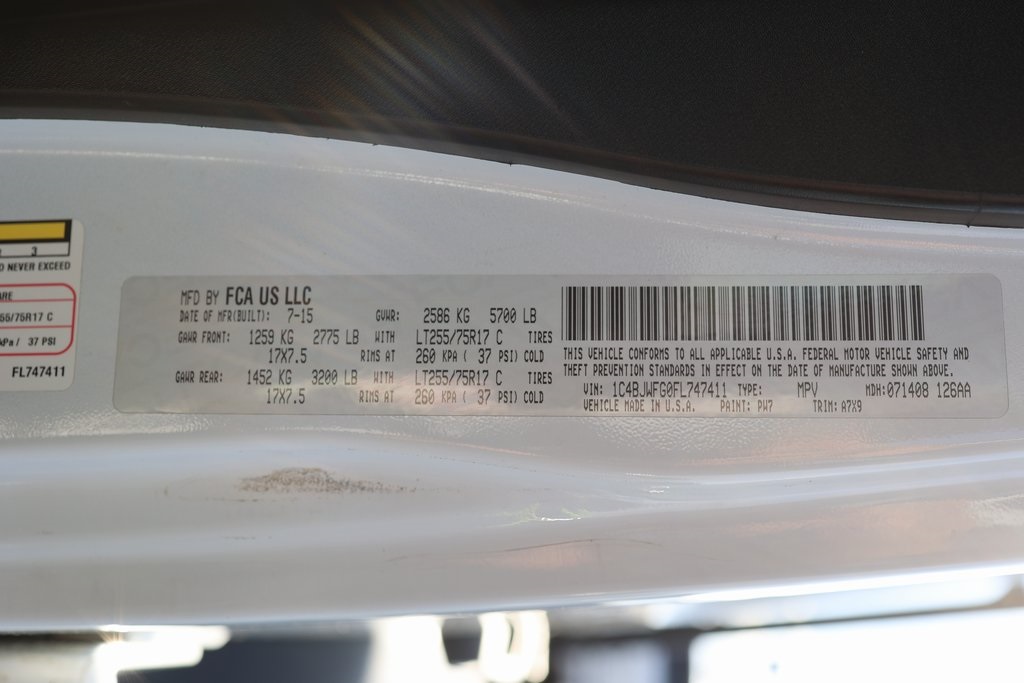 3
D NEVER EXCEED
55/75R17 C
kPa / 37 PSI
FL747411
MFD BY FCA US LLC
DATE OF MFR(BUILT): 7-15 GVWR: 2586 KG 5700 LB
GAWR FRONT: 1259 KG 2775 LB WITH LT255/75R17 C TIRES
17X7.5 RIMS AT 260 KPA ( 37 PSI) COLD
GAWR REAR: 1452 KG 3200 LB WITH LT255/75R17 C TIRES
17X7.5 RIMS AT 260 KPA ( 37 PSI) COLD
THIS VEHICLE CONFORMS TO ALL APPLICABLE U.S.A. FEDERAL MOTOR VEHICLE SAFETY AND
THEFT PREVENTION STANDARDS IN EFFECT ON THE DATE OF MANUFACTURE SHOWN ABOVE.
VIN: 1C4BJWFG0FL747411 TYPE: MPV MDH: 071408 126AA
VEHICLE MADE IN U.S.A. PAINT: PW7 TRIM: A7X9